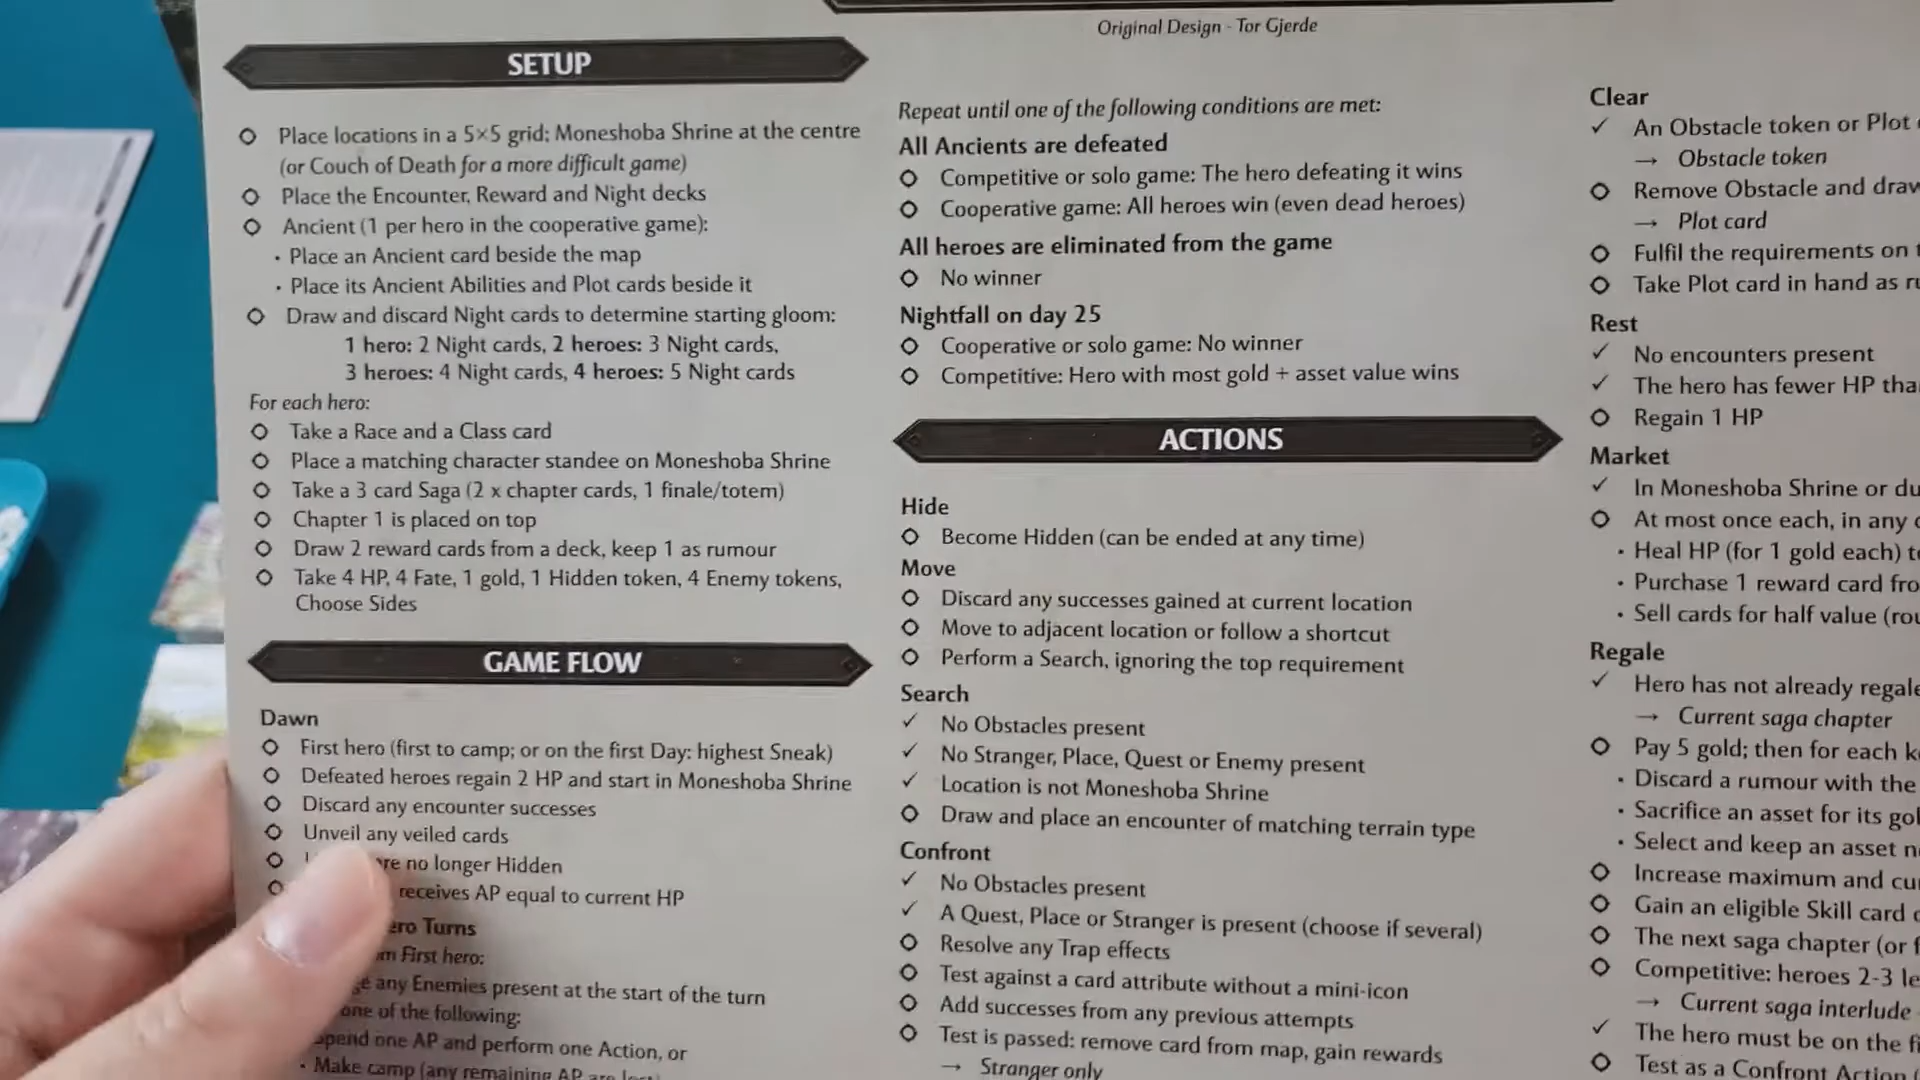 Original Design - Tor Gjerde
SETUP
Place locations in a 5×5 grid; Moneshoba Shrine at the centre
(or Couch of Death for a more difficult game)
Place the Encounter, Reward and Night decks
Ancient (1 per hero in the cooperative game):
· Place an Ancient card beside the map
· Place its Ancient Abilities and Plot cards beside it
Draw and discard Night cards to determine starting gloom:
1 hero: 2 Night cards, 2 heroes: 3 Night cards,
3 heroes: 4 Night cards, 4 heroes: 5 Night cards
For each hero:
Take a Race and a Class card
Place a matching character standee on Moneshoba Shrine
Take a 3 card Saga (2 x chapter cards, 1 finale/totem)
Chapter 1 is placed on top
Draw 2 reward cards from a deck, keep 1 as rumour
Take 4 HP, 4 Fate, 1 gold, 1 Hidden token, 4 Enemy tokens,
Choose Sides
GAME FLOW
Dawn
First hero (first to camp; or on the first Day: highest Sneak)
Defeated heroes regain 2 HP and start in Moneshoba Shrine
Discard any encounter successes
Unveil any veiled cards
no longer Hidden
receives AP equal to current HP
Turns
First hero:
any Enemies present at the start of the turn
one of the following:
spend one AP and perform one Action, or
· Make camp (any remaining AP are lost)
Repeat until one of the following conditions are met:
All Ancients are defeated
Competitive or solo game: The hero defeating it wins
Cooperative game: All heroes win (even dead heroes)
All heroes are eliminated from the game
No winner
Nightfall on day 25
Cooperative or solo game: No winner
Competitive: Hero with most gold + asset value wins
ACTIONS
Hide
Become Hidden (can be ended at any time)
Move
Discard any successes gained at current location
Move to adjacent location or follow a shortcut
Perform a Search, ignoring the top requirement
Search
✓ No Obstacles present
✓ No Stranger, Place, Quest or Enemy present
✓ Location is not Moneshoba Shrine
Draw and place an encounter of matching terrain type
Confront
✓ No Obstacles present
✓ A Quest, Place or Stranger is present (choose if several)
Resolve any Trap effects
Test against a card attribute without a mini-icon
Add successes from any previous attempts
Test is passed: remove card from map, gain rewards
→ Stranger only
Clear
✓ An Obstacle token or Plot
→ Obstacle token
Remove Obstacle and draw
→ Plot card
Fulfil the requirements on
Take Plot card in hand as
Rest
✓ No encounters present
✓ The hero has fewer HP
Regain 1 HP
Market
✓ In Moneshoba Shrine or
At most once each, in any
· Heal HP (for 1 gold each)
· Purchase 1 reward card
· Sell cards for half value
Regale
✓ Hero has not already
→ Current saga chapter
Pay 5 gold; then for each
· Discard a rumour with the
· Sacrifice an asset for its
· Select and keep an asset
Increase maximum and
Gain an eligible Skill card
The next saga chapter (or
Competitive: heroes 2-3
→ Current saga interlude
✓ The hero must be on the
Test as a Confront Action